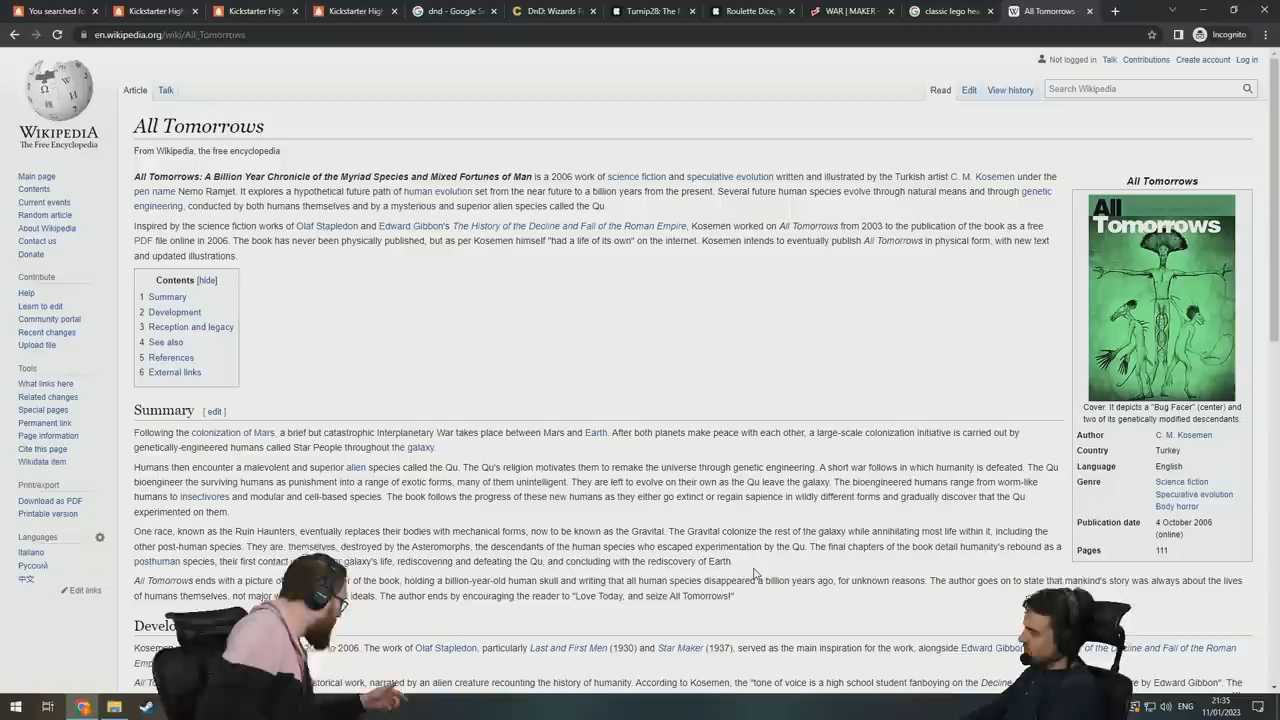 Kickstarter High
Kickstarter High
Kickstarter High
dnd - Google S
DnD: Wizards
Turnip28: The
Roulette Dice,
WAR | MAKER
classic lego hea
All Tomorrows
en.wikipedia.org/wiki/All_Tomorrows
Incognito
Not logged in Talk Contributions Create account Log in
Article Talk
Read Edit View history Search Wikipedia
WIKIPEDIA
The Free Encyclopedia
Main page
Contents
Current events
Random article
About Wikipedia
Contact us
Donate
Contribute
Help
Learn to edit
Community portal
Recent changes
Upload file
Tools
What links here
Related changes
Special pages
Permanent link
Page information
Cite this page
Wikidata item
Print/export
Download as PDF
Printable version
Languages
Italiano
Русский
中文
Edit links
All Tomorrows
From Wikipedia, the free encyclopedia
All Tomorrows: A Billion Year Chronicle of the Myriad Species and Mixed Fortunes of Man is a 2006 work of science fiction and speculative evolution written and illustrated by the Turkish artist C. M. Kosemen under the
pen name Nemo Ramjet. It explores a hypothetical future path of human evolution set from the near future to a billion years from the present. Several future human species evolve through natural means and through genetic
engineering, conducted by both humans themselves and by a mysterious and superior alien species called the Qu.
Inspired by the science fiction works of Olaf Stapledon and Edward Gibbon's The History of the Decline and Fall of the Roman Empire, Kosemen worked on All Tomorrows from 2003 to the publication of the book as a free
PDF file online in 2006. The book has never been physically published, but as per Kosemen himself "had a life of its own" on the internet. Kosemen intends to eventually publish All Tomorrows in physical form, with new text
and updated illustrations.
Contents [hide]
1 Summary
2 Development
3 Reception and legacy
4 See also
5 References
6 External links
Summary [ edit ]
Following the colonization of Mars, a brief but catastrophic Interplanetary War takes place between Mars and Earth. After both planets make peace with each other, a large-scale colonization initiative is carried out by
genetically-engineered humans called Star People throughout the galaxy.
Humans then encounter a malevolent and superior alien species called the Qu. The Qu's religion motivates them to remake the universe through genetic engineering. A short war follows in which humanity is defeated. The Qu
bioengineer the surviving humans as punishment into a range of exotic forms, many of them unintelligent. They are left to evolve on their own as the Qu leave the galaxy. The bioengineered humans range from worm-like
humans to insectivores and modular and cell-based species. The book follows the progress of these new humans as they either go extinct or regain sapience in wildly different forms and gradually discover that the Qu
experimented on them.
One race, known as the Ruin Haunters, eventually replaces their bodies with mechanical forms, now to be known as the Gravital. The Gravital colonize the rest of the galaxy while annihilating most life within it, including the
other post-human species. They are, themselves, destroyed by the Asteromorphs, the descendants of the human species who escaped experimentation by the Qu. The final chapters of the book detail humanity's rebound as a
posthuman species, their first contact galaxy's life, rediscovering and defeating the Qu, and concluding with the rediscovery of Earth.
All Tomorrows ends with a picture of of the book, holding a billion-year-old human skull and writing that all human species disappeared a billion years ago, for unknown reasons. The author goes on to state that mankind's story was always about the lives
of humans themselves, not major ideals. The author ends by encouraging the reader to "Love Today, and seize All Tomorrows!"
Develo
Kosemen to 2006. The work of Olaf Stapledon, particularly Last and First Men (1930) and Star Maker (1937), served as the main inspiration for the work, alongside Edward Gibbon of the Decline and Fall of the Roman
Emp
All T historical work, narrated by an alien creature recounting the history of humanity. According to Kosemen, the "tone of voice is a high school student fanboying on the Decline by Edward Gibbon". The
All Tomorrows
All
Tomorrows
Cover. It depicts a "Bug Facer" (center) and
two of its genetically modified descendants.
Author C. M. Kosemen
Country Turkey
Language English
Genre Science fiction
Speculative evolution
Body horror
Publication date 4 October 2006
(online)
Pages 111
ENG
21:35
11/01/2023